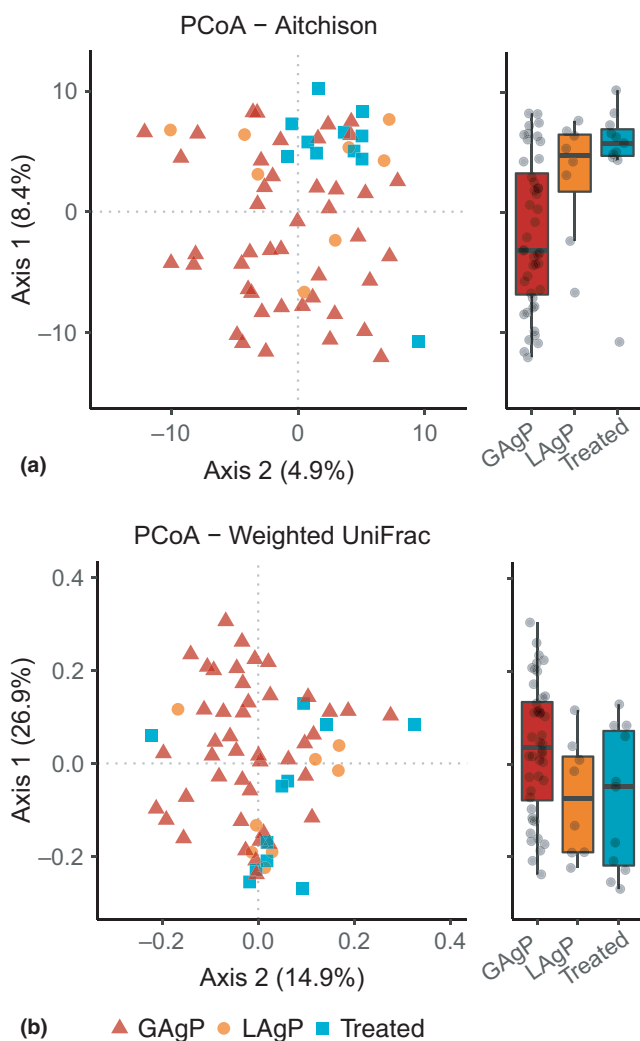 PCoA – Aitchison
10
0
−10
Axis 1 (8.4%)
−10 0 10
Axis 2 (4.9%)
GAgP LAgP Treated
(a)
PCoA – Weighted UniFrac
0.4
0.2
0.0
−0.2
Axis 1 (26.9%)
−0.2 0.0 0.2 0.4
Axis 2 (14.9%)
GAgP LAgP Treated
(b) GAgP LAgP Treated